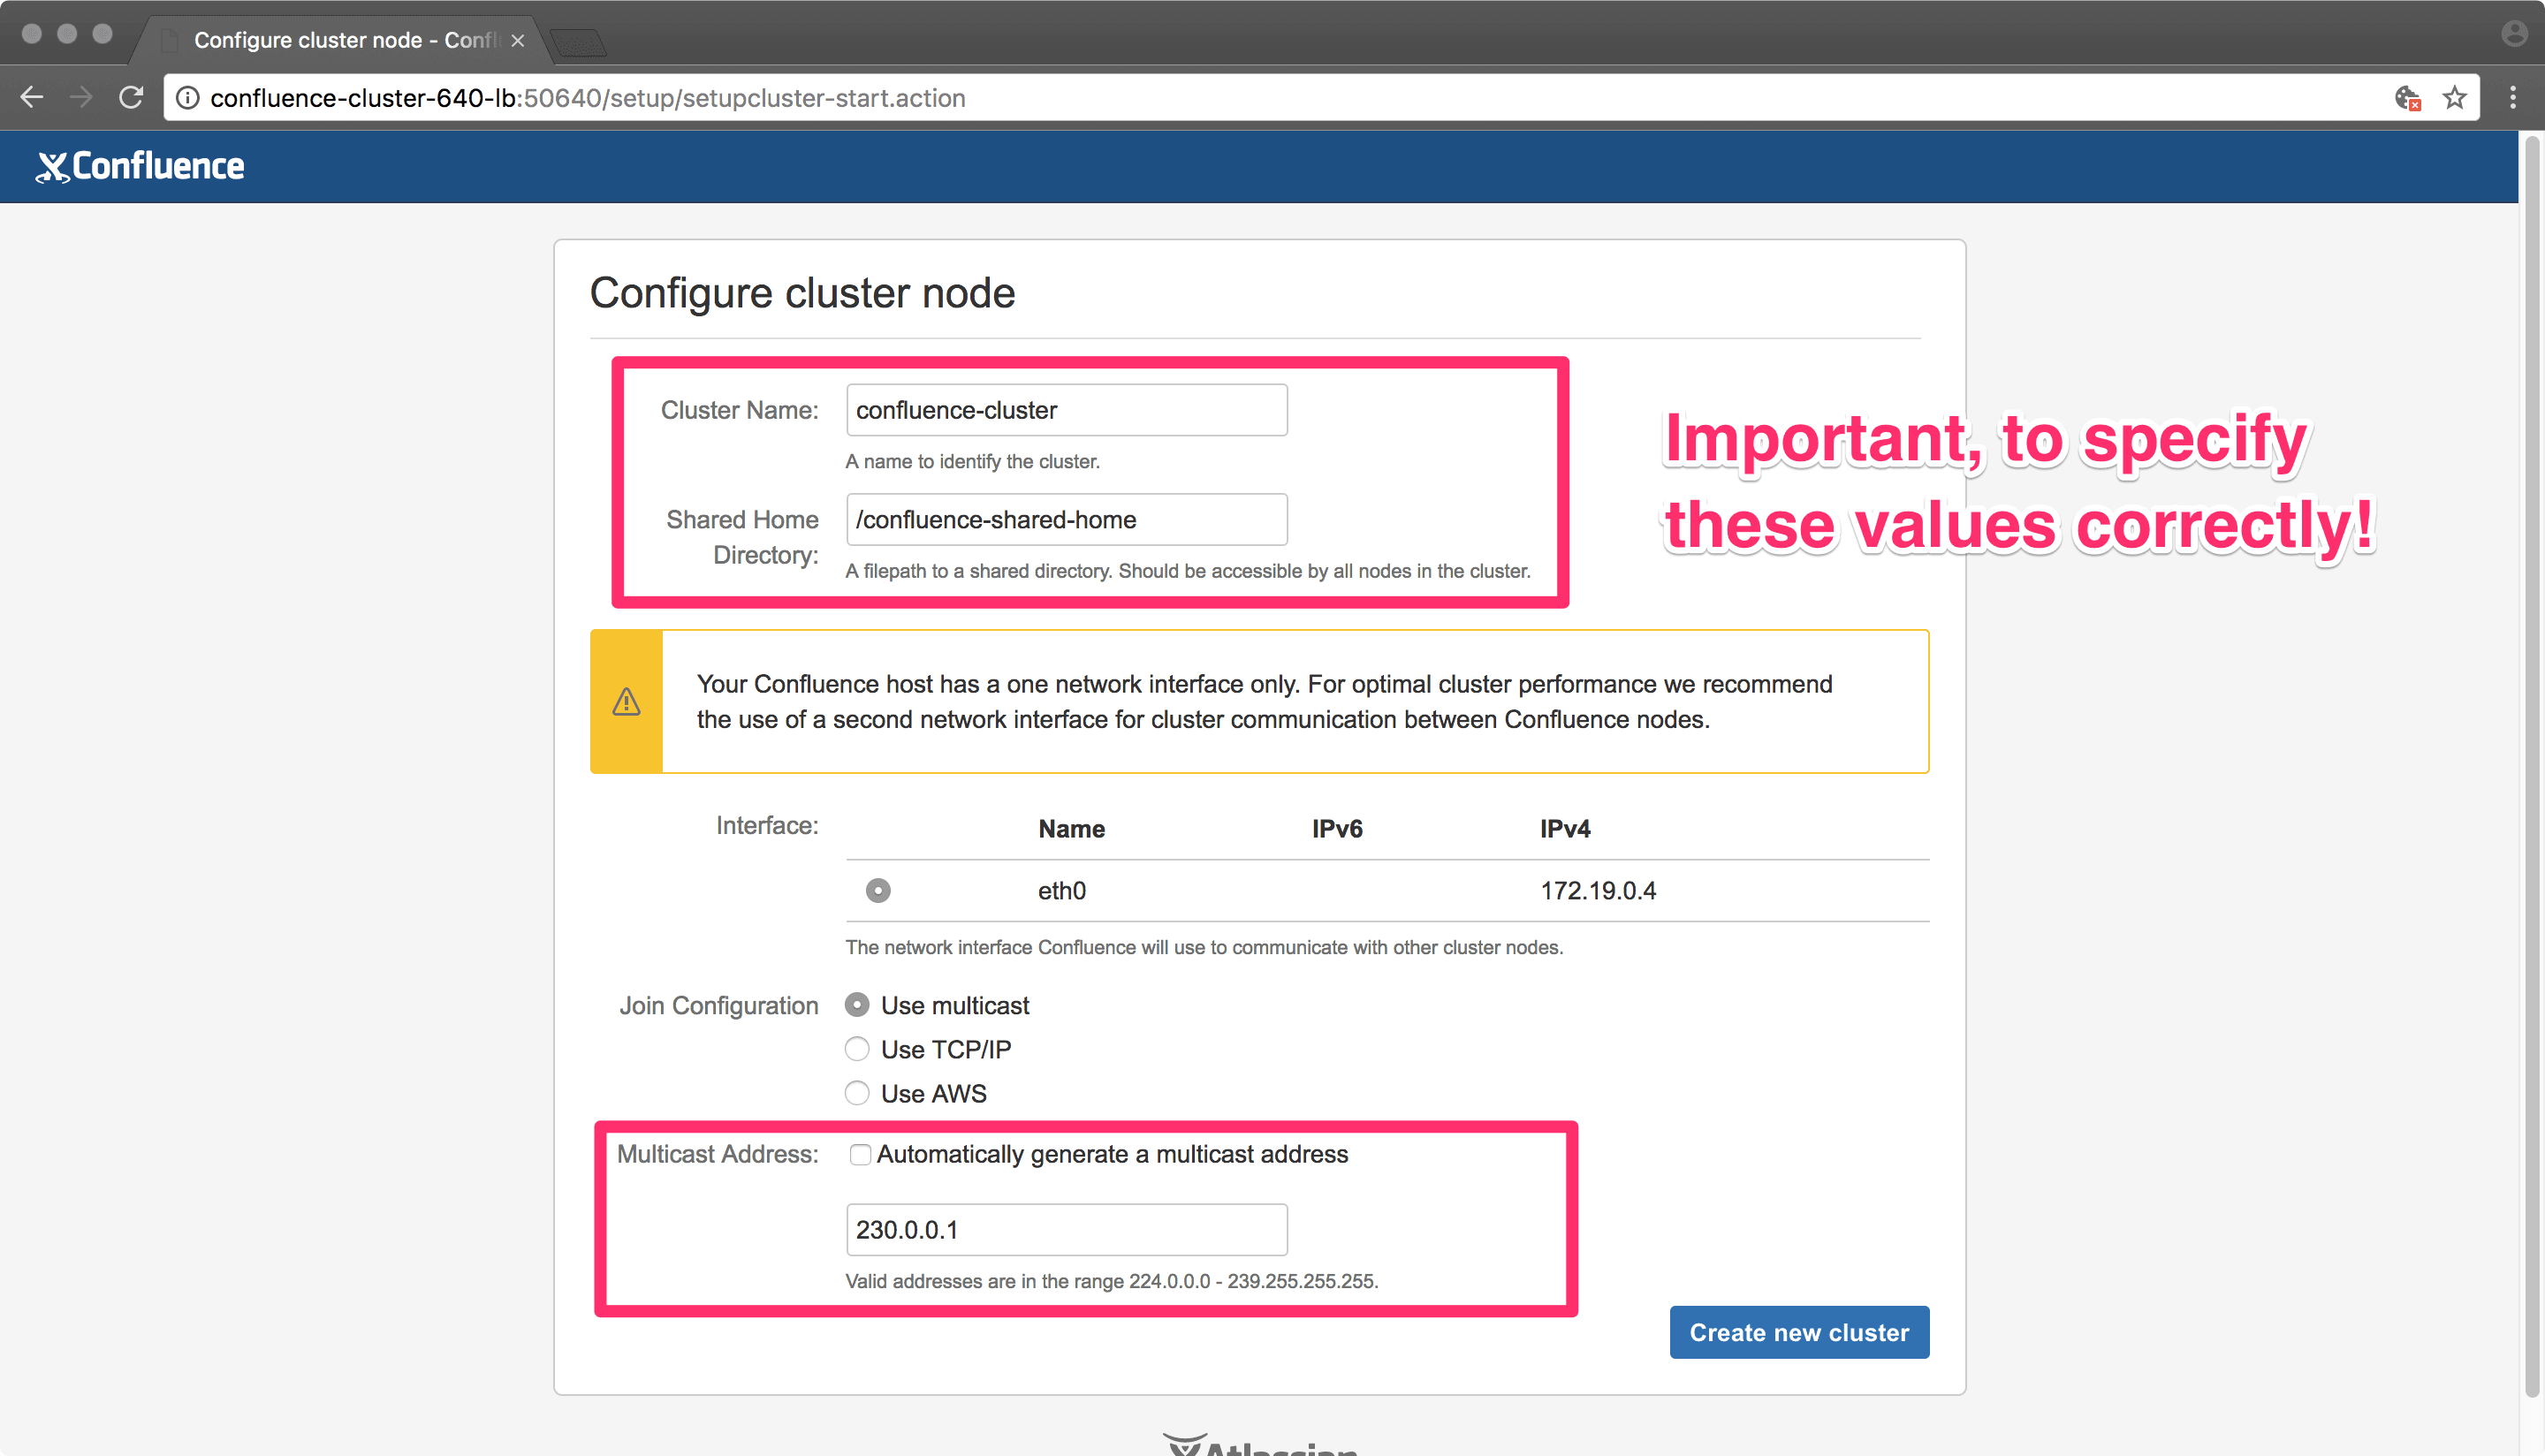 Configure cluster node - Confl
confluence-cluster-640-lb:50640/setup/setupcluster-start.action
Confluence
Configure cluster node
Cluster Name:
confluence-cluster
A name to identify the cluster.
Shared Home
Directory:
/confluence-shared-home
A filepath to a shared directory. Should be accessible by all nodes in the cluster.
Important, to specify
these values correctly!
Your Confluence host has a one network interface only. For optimal cluster performance we recommend
the use of a second network interface for cluster communication between Confluence nodes.
Interface:
Name IPv6 IPv4
eth0 172.19.0.4
The network interface Confluence will use to communicate with other cluster nodes.
Join Configuration
Use multicast
Use TCP/IP
Use AWS
Multicast Address:
Automatically generate a multicast address
230.0.0.1
Valid addresses are in the range 224.0.0.0 - 239.255.255.255.
Create new cluster
Atlassian